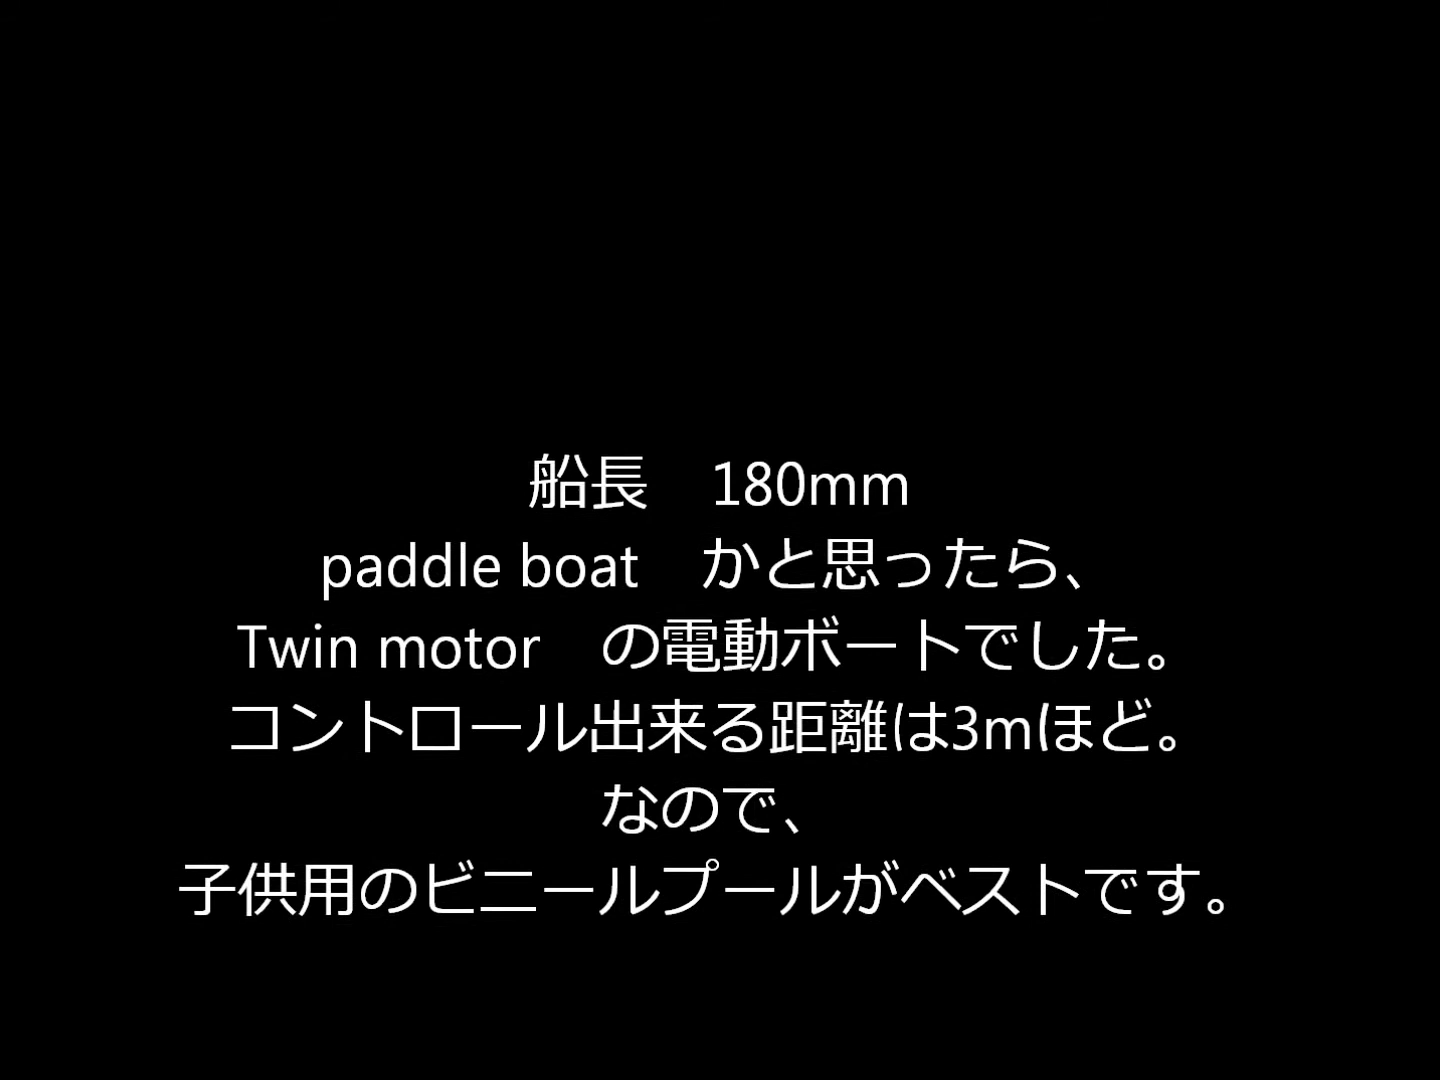 船長　180mm
paddle boat　かと思ったら、
Twin motor　の電動ボートでした。
コントロール出来る距離は3mほど。
なので、
子供用のビニールプールがベストです。